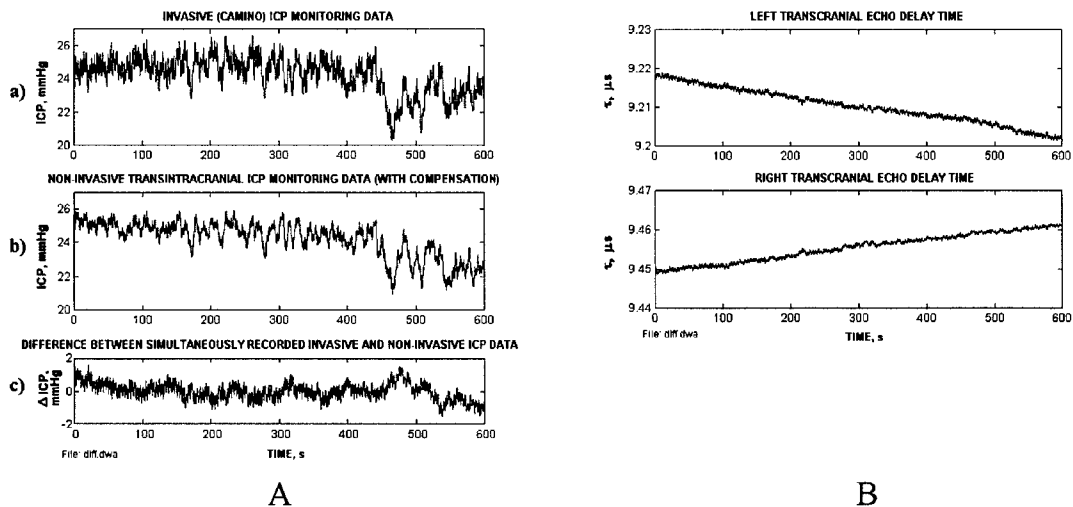 INVASIVE (CAMINO) ICP MONITORING DATA
a)
ICP, mmHg
26
24
22
20
0 100 200 300 400 500 600
NON-INVASIVE TRANSINTRACRANIAL ICP MONITORING DATA (WITH COMPENSATION)
b)
ICP, mmHg
26
24
22
20
0 100 200 300 400 500 600
DIFFERENCE BETWEEN SIMULTANEOUSLY RECORDED INVASIVE AND NON-INVASIVE ICP DATA
c)
Δ ICP, mmHg
2
0
-2
0 100 200 300 400 500 600
File: diff.dwa TIME, s
A
LEFT TRANSCRANIAL ECHO DELAY TIME
τ, μs
9.23
9.22
9.21
9.2
0 100 200 300 400 500 600
RIGHT TRANSCRANIAL ECHO DELAY TIME
τ, μs
9.47
9.46
9.45
9.44
0 100 200 300 400 500 600
File: diff.dwa TIME, s
B